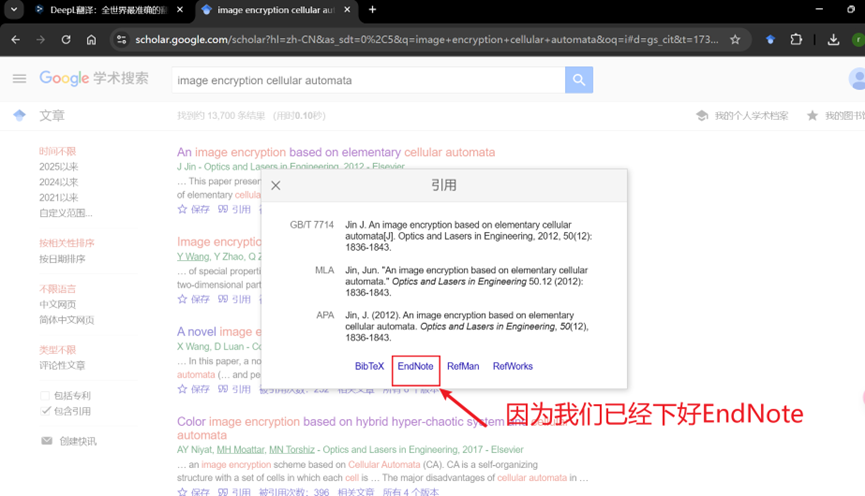 DeepL翻译：全世界最准确的翻
image encryption cellular aut
scholar.google.com/scholar?hl=zh-CN&as_sdt=0%2C5&q=image+encryption+cellular+automata&oq=i#d=gs_cit&t=173...
Google 学术搜索
image encryption cellular automata
文章
找到约 13,700 条结果 （用时0.10秒）
我的个人学术档案
我的图书馆
时间不限
2025以来
2024以来
2021以来
自定义范围...
按相关性排序
按日期排序
不限语言
中文网页
简体中文网页
类型不限
评论性文章
包括专利
包含引用
创建快讯
An image encryption based on elementary cellular automata
J Jin - Optics and Lasers in Engineering, 2012 - Elsevier
… This paper presen
of elementary cellula
保存 引用
Image encryptio
Y Wang, Y Zhao, Q Z
… of special properti
two-dimensional part
保存 引用
A novel image e
X Wang, D Luan - Co
… In this paper, a no
automata (… and pe
保存 引用 被引用次数：232 相关文章 所有 6 个版本
Color image encryption based on hybrid hyper-chaotic system and cellular
automata
AY Niyat, MH Moattar, MN Torshiz - Optics and Lasers in Engineering, 2017 - Elsevier
… an image encryption scheme based on Cellular Automata (CA). CA is a self-organizing
structure with a set of cells in which each cell is … The major disadvantages of cellular automata in …
保存 引用 被引用次数：396 相关文章 所有 4 个版本
引用
GB/T 7714 Jin J. An image encryption based on elementary cellular
automata[J]. Optics and Lasers in Engineering, 2012, 50(12):
1836-1843.
MLA Jin, Jun. "An image encryption based on elementary cellular
automata." Optics and Lasers in Engineering 50.12 (2012):
1836-1843.
APA Jin, J. (2012). An image encryption based on elementary
cellular automata. Optics and Lasers in Engineering, 50(12),
1836-1843.
BibTeX EndNote RefMan RefWorks
因为我们已经下好EndNote